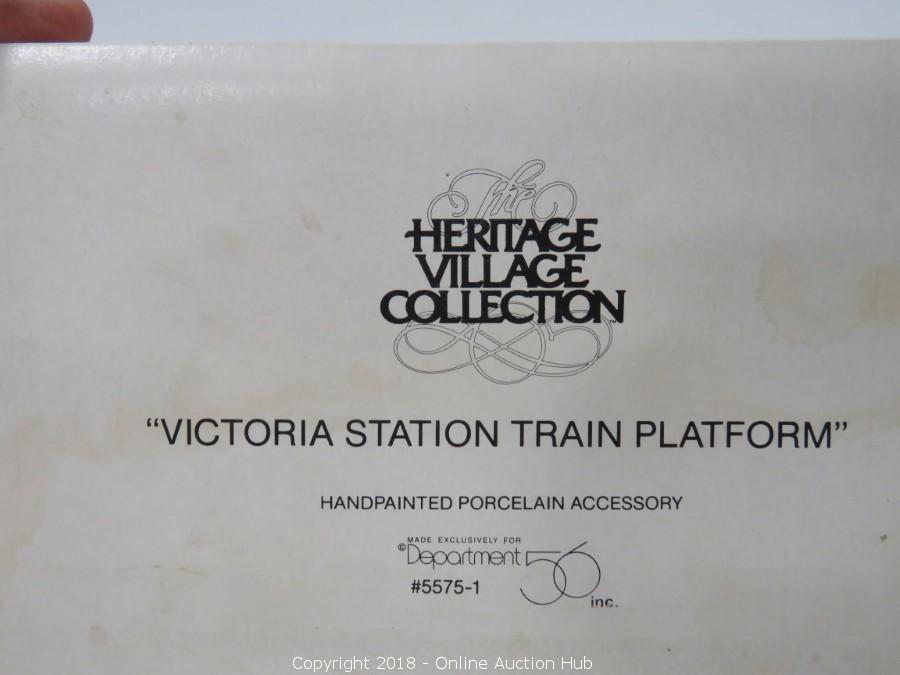 The
HERITAGE
VILLAGE
COLLECTION™
“VICTORIA STATION TRAIN PLATFORM”
HANDPAINTED PORCELAIN ACCESSORY
MADE EXCLUSIVELY FOR
©Department 56
#5575-1
inc.
Copyright 2018 - Online Auction Hub